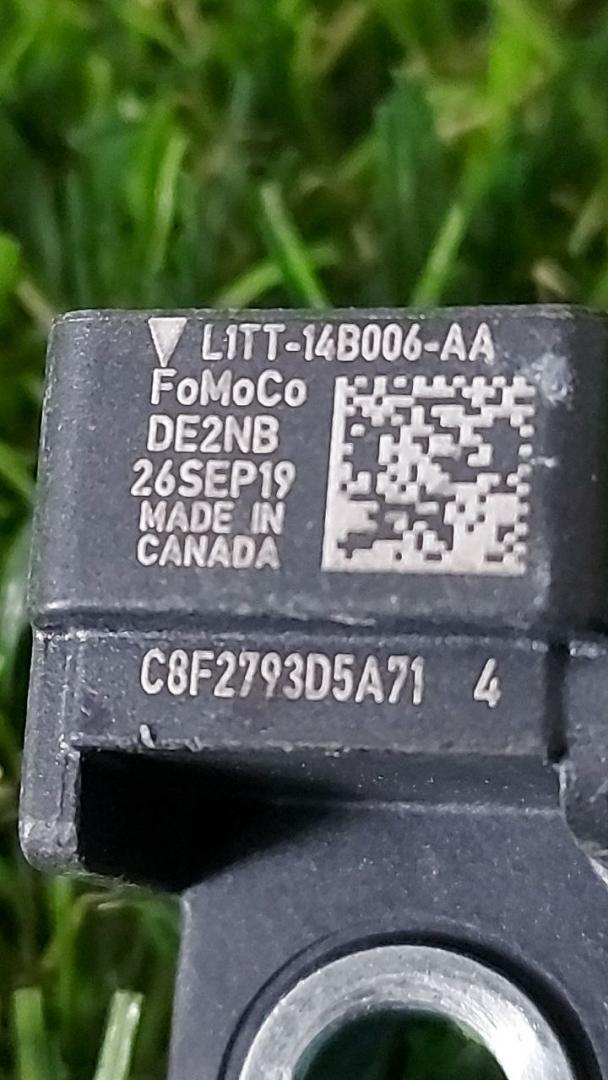 L1TT-14B006-AA
FoMoCo
DE2NB
26SEP19
MADE IN
CANADA
C8F2793D5A71 4